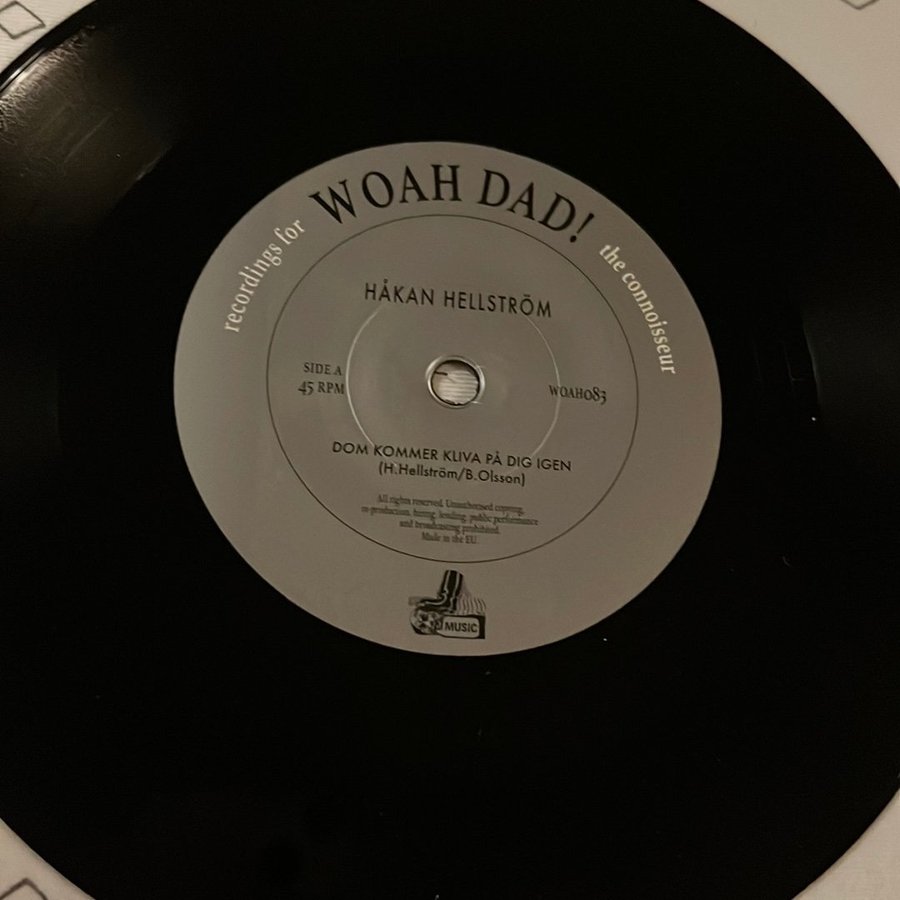 recordings for WOAH DAD! the connoisseur
HÅKAN HELLSTRÖM
SIDE A
45 RPM
WOAH083
DOM KOMMER KLIVA PÅ DIG IGEN
(H.Hellström/B.Olsson)
All rights reserved. Unauthorised copying,
co-production, hiring, lending, public performance
and broadcasting prohibited.
Made in the EU
MUSIC